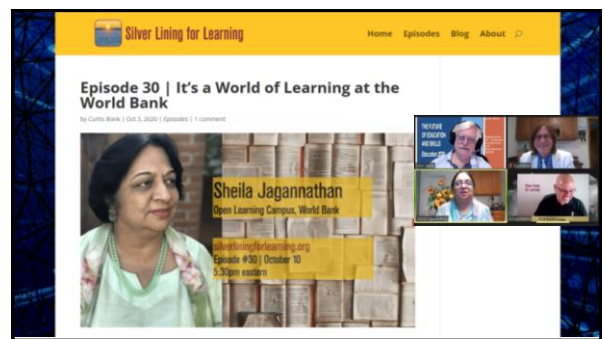 Silver Lining for Learning
Home Episodes Blog About
Episode 30 | It's a World of Learning at the
World Bank
by Curtis Bonk | Oct 3, 2020 | Episodes | 1 comment
Sheila Jagannathan
Open Learning Campus, World Bank
silverliningforlearning.org
Episode #30 | October 10
5:30pm eastern
THE FUTURE
OF EDUCATION
AND SKILLS
Education 2030